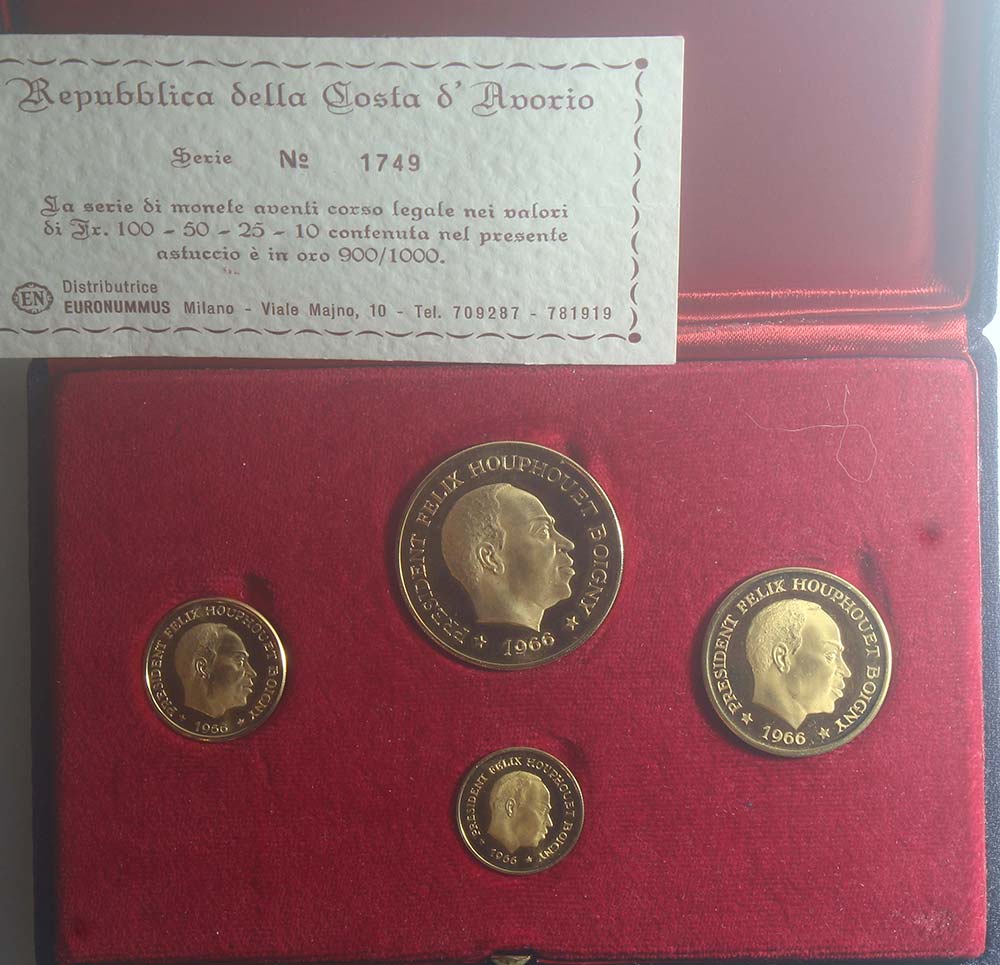 Repubblica della Costa d'Avorio
Serie Nº 1749
La serie di monete aventi corso legale nei valori
di Fr. 100 - 50 - 25 - 10 contenuta nel presente
astuccio è in oro 900/1000.
EN
Distributrice
EURONUMMUS Milano - Viale Majno, 10 - Tel. 709287 - 781919
PRESIDENT FELIX HOUPHOUET BOIGNY
★ 1966 ★
PRESIDENT FELIX HOUPHOUET BOIGNY
★ 1966 ★
PRESIDENT FELIX HOUPHOUET BOIGNY
★ 1966 ★
PRESIDENT FELIX HOUPHOUET BOIGNY
★ 1966 ★